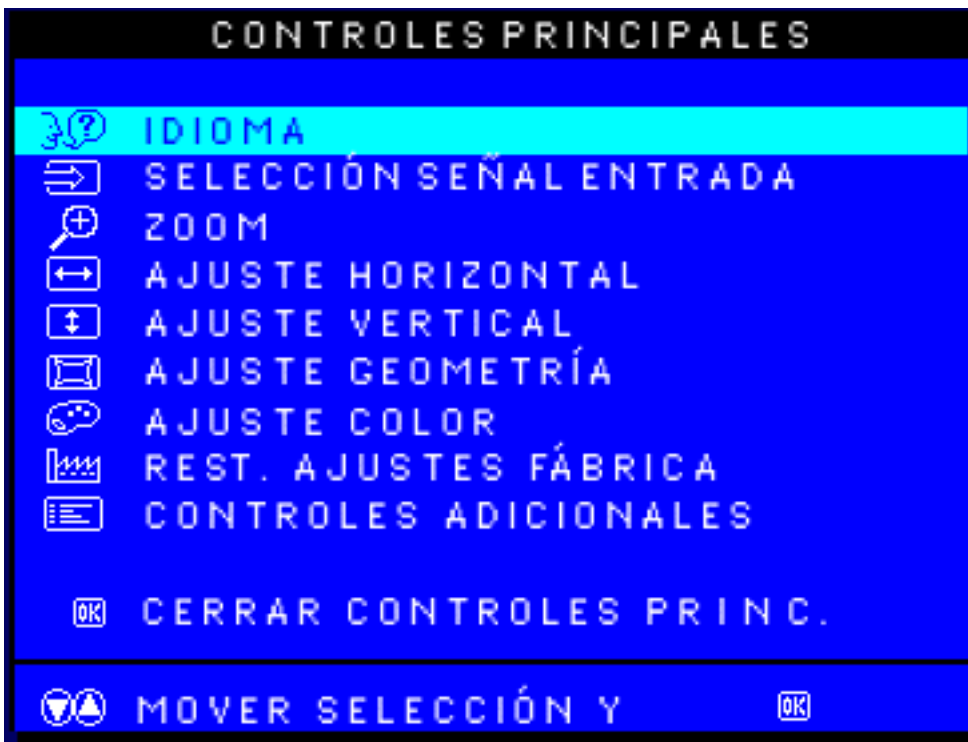 CONTROLES PRINCIPALES
IDIOMA
SELECCIÓN SEÑAL ENTRADA
ZOOM
AJUSTE HORIZONTAL
AJUSTE VERTICAL
AJUSTE GEOMETRÍA
AJUSTE COLOR
REST. AJUSTES FÁBRICA
CONTROLES ADICIONALES
OK CERRAR CONTROLES PRINC.
MOVER SELECCIÓN Y OK